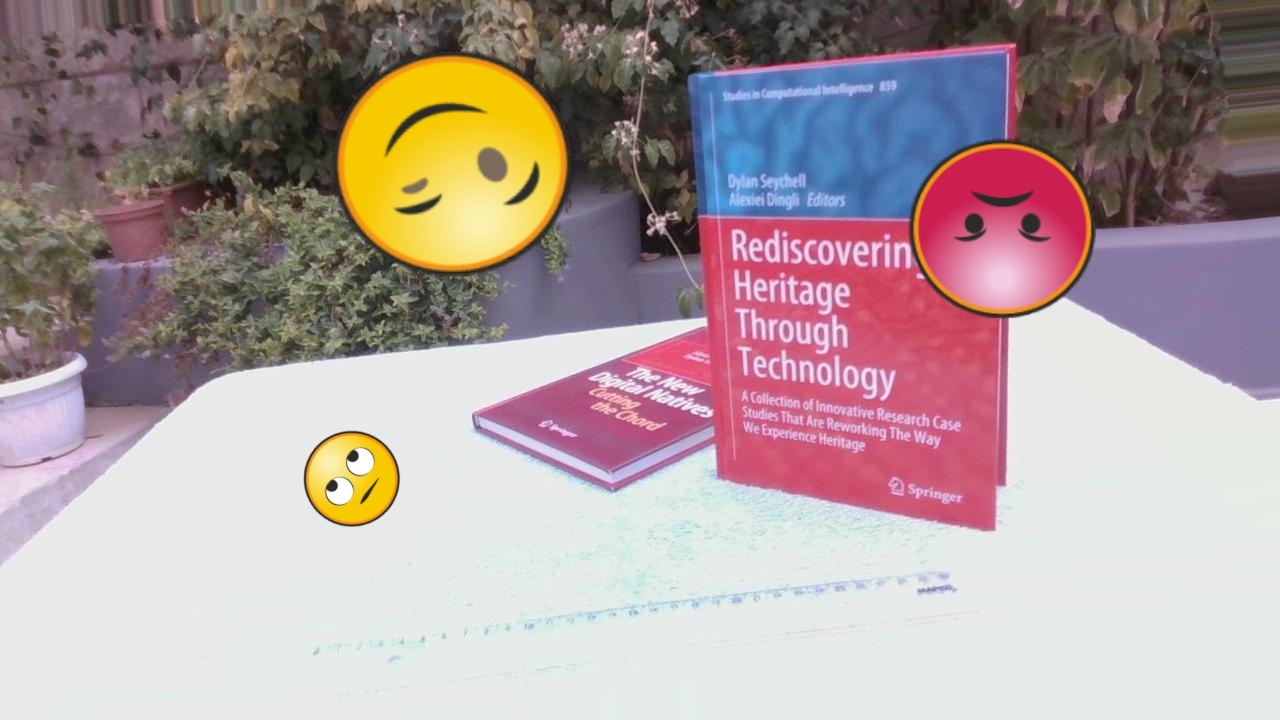 Studies in Computational Intelligence 859
Dylan Seychell
Alexiei Dingli Editors
Rediscovering
Heritage
Through
Technology
A Collection of Innovative Research Case
Studies That Are Reworking The Way
We Experience Heritage
Springer
The New
Digital Natives
Cutting
the Chord
Springer